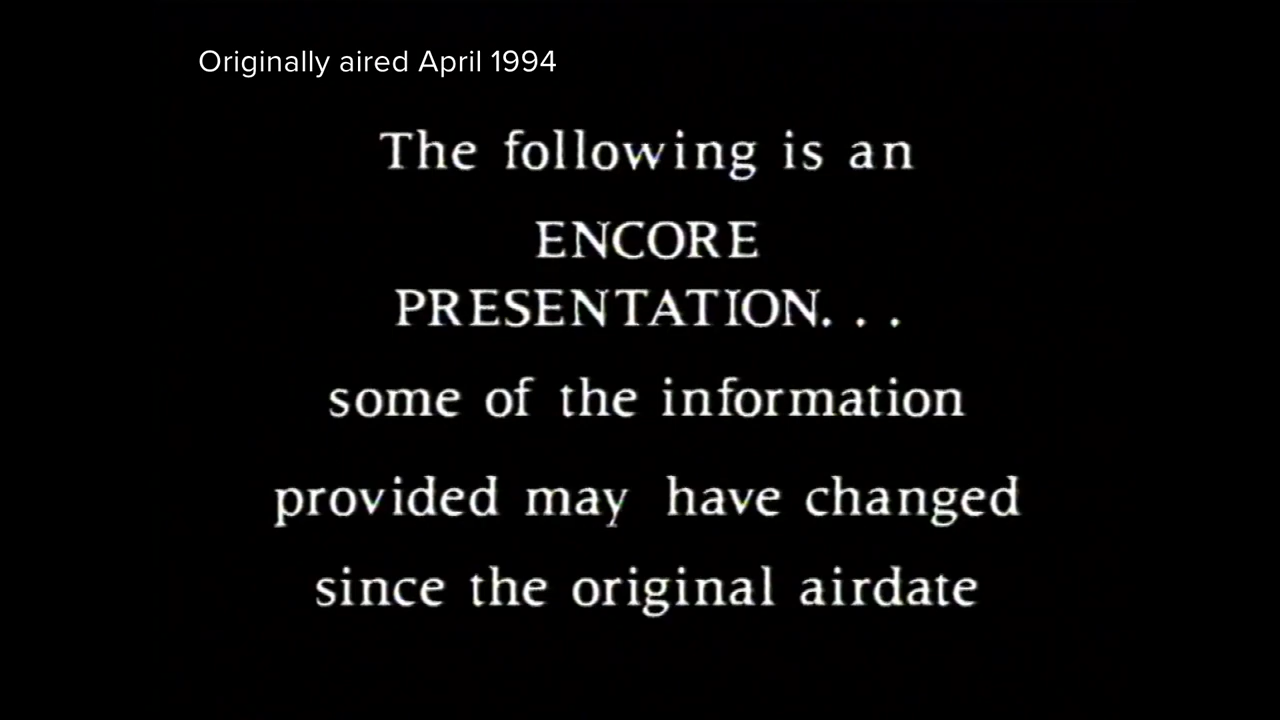 Originally aired April 1994
The following is an
ENCORE
PRESENTATION. . .
some of the information
provided may have changed
since the original airdate